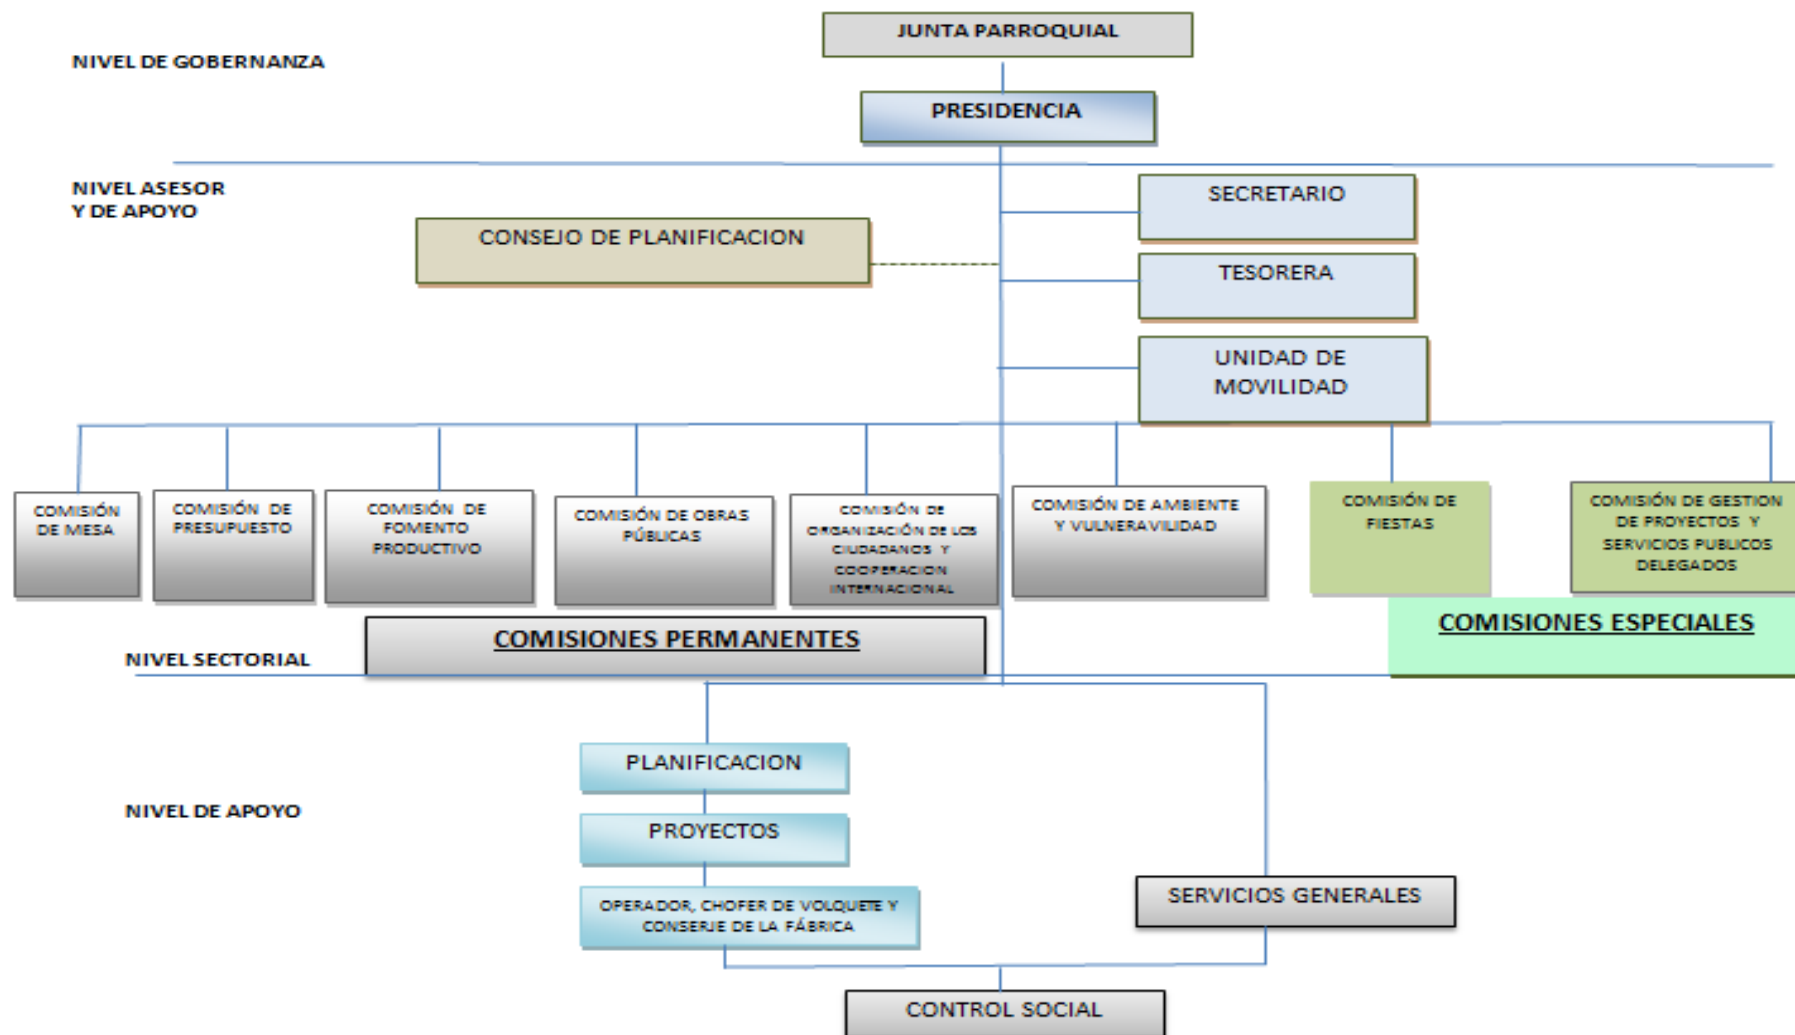 JUNTA PARROQUIAL
NIVEL DE GOBERNANZA
PRESIDENCIA
NIVEL ASESOR
Y DE APOYO
SECRETARIO
CONSEJO DE PLANIFICACION
TESORERA
UNIDAD DE
MOVILIDAD
COMISIÓN
DE MESA
COMISIÓN DE
PRESUPUESTO
COMISIÓN DE
FOMENTO
PRODUCTIVO
COMISIÓN DE OBRAS
PÚBLICAS
COMISIÓN DE
ORGANIZACIÓN DE LOS
CIUDADANOS Y
COOPERACION
INTERNACIONAL
COMISIÓN DE AMBIENTE
Y VULNERAVILIDAD
COMISIÓN DE
FIESTAS
COMISIÓN DE GESTION
DE PROYECTOS Y
SERVICIOS PUBLICOS
DELEGADOS
COMISIONES PERMANENTES
COMISIONES ESPECIALES
NIVEL SECTORIAL
PLANIFICACION
NIVEL DE APOYO
PROYECTOS
OPERADOR, CHOFER DE VOLQUETE Y
CONSERJE DE LA FÁBRICA
SERVICIOS GENERALES
CONTROL SOCIAL